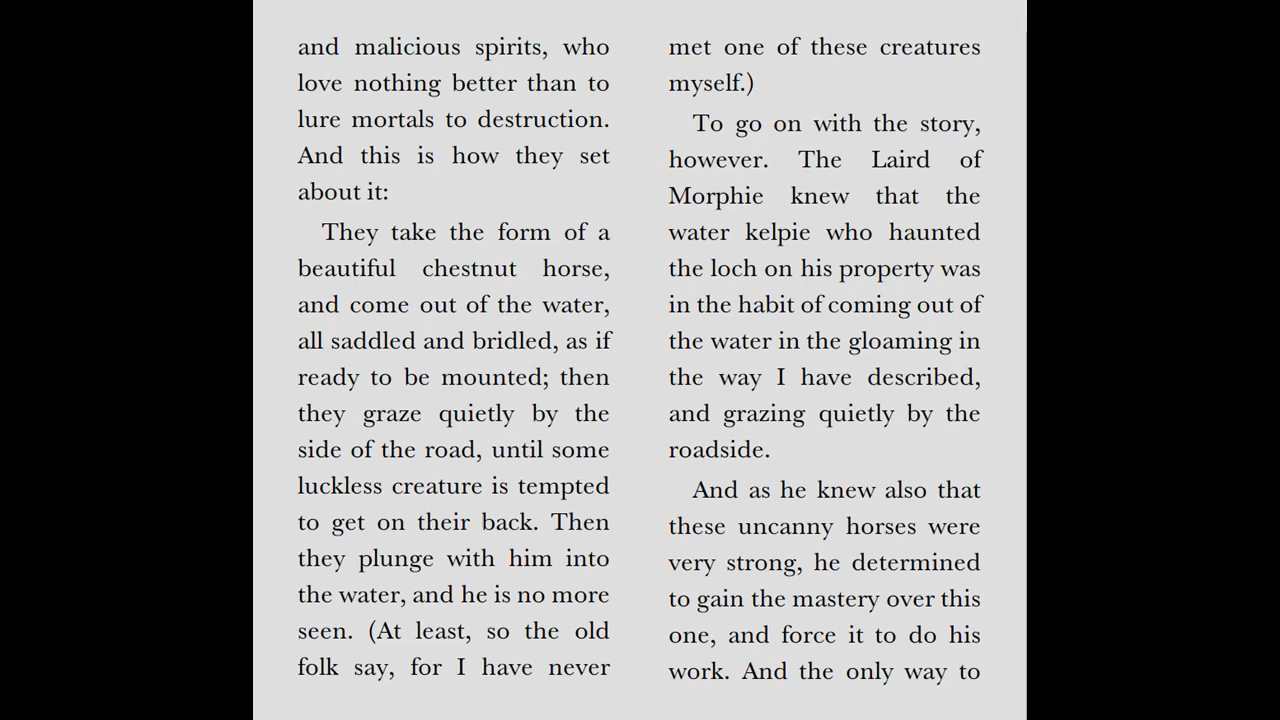 and malicious spirits, who
love nothing better than to
lure mortals to destruction.
And this is how they set
about it:
They take the form of a
beautiful chestnut horse,
and come out of the water,
all saddled and bridled, as if
ready to be mounted; then
they graze quietly by the
side of the road, until some
luckless creature is tempted
to get on their back. Then
they plunge with him into
the water, and he is no more
seen. (At least, so the old
folk say, for I have never
met one of these creatures
myself.)
To go on with the story,
however. The Laird of
Morphie knew that the
water kelpie who haunted
the loch on his property was
in the habit of coming out of
the water in the gloaming in
the way I have described,
and grazing quietly by the
roadside.
And as he knew also that
these uncanny horses were
very strong, he determined
to gain the mastery over this
one, and force it to do his
work. And the only way to